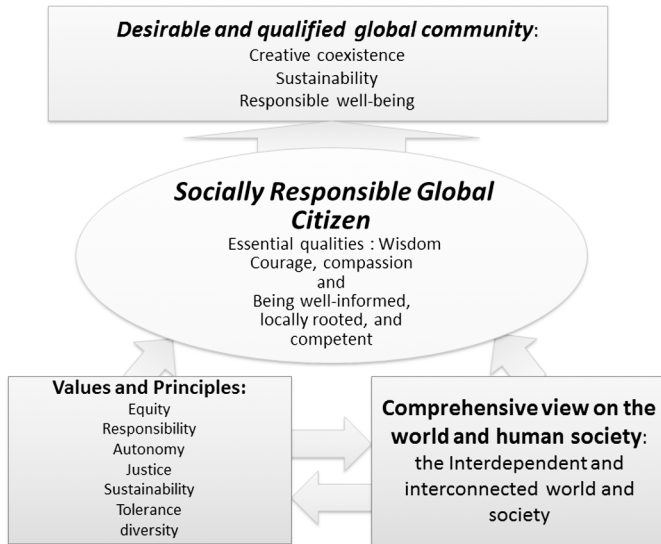 Desirable and qualified global community:
Creative coexistence
Sustainability
Responsible well-being
Socially Responsible Global
Citizen
Essential qualities : Wisdom
Courage, compassion
and
Being well-informed,
locally rooted, and
competent
Values and Principles:
Equity
Responsibility
Autonomy
Justice
Sustainability
Tolerance
diversity
Comprehensive view on the
world and human society:
the Interdependent and
interconnected world and
society